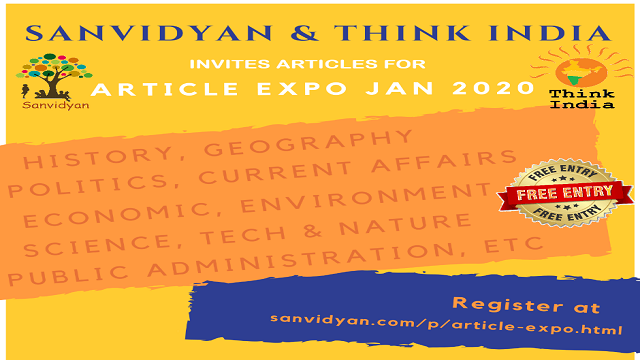 SANVIDYAN & THINK INDIA
INVITES ARTICLES FOR
ARTICLE EXPO JAN 2020
Sanvidyan
Think
India
HISTORY, GEOGRAPHY
POLITICS, CURRENT AFFAIRS
ECONOMIC, ENVIRONMENT
SCIENCE, TECH & NATURE
PUBLIC ADMINISTRATION, ETC
FREE ENTRY
FREE ENTRY
FREE ENTRY
Register at
sanvidyan.com/p/article-expo.html